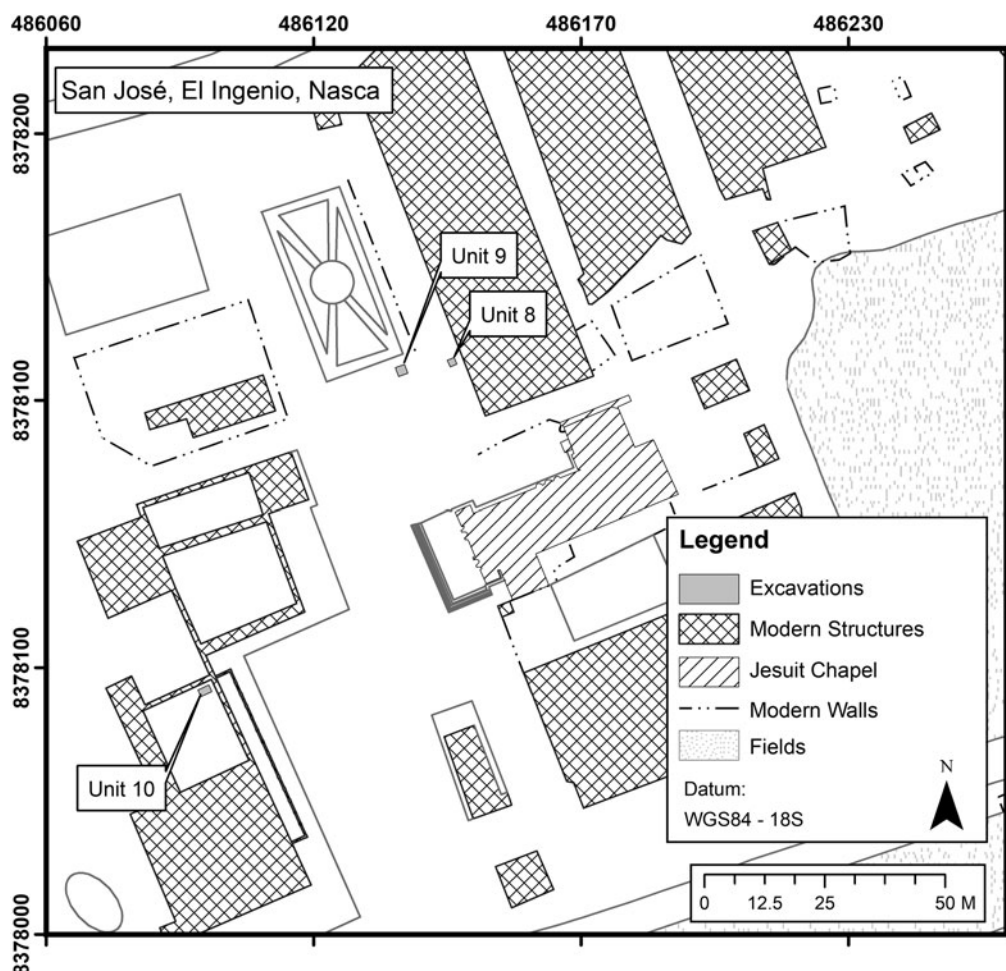 486060 486120 486170 486230
San José, El Ingenio, Nasca
8378200
Unit 9
Unit 8
8378100
Legend
Excavations
Modern Structures
Jesuit Chapel
Modern Walls
Fields
8378100
Unit 10
Datum:
WGS84 - 18S
N
0 12.5 25 50 M
8378000